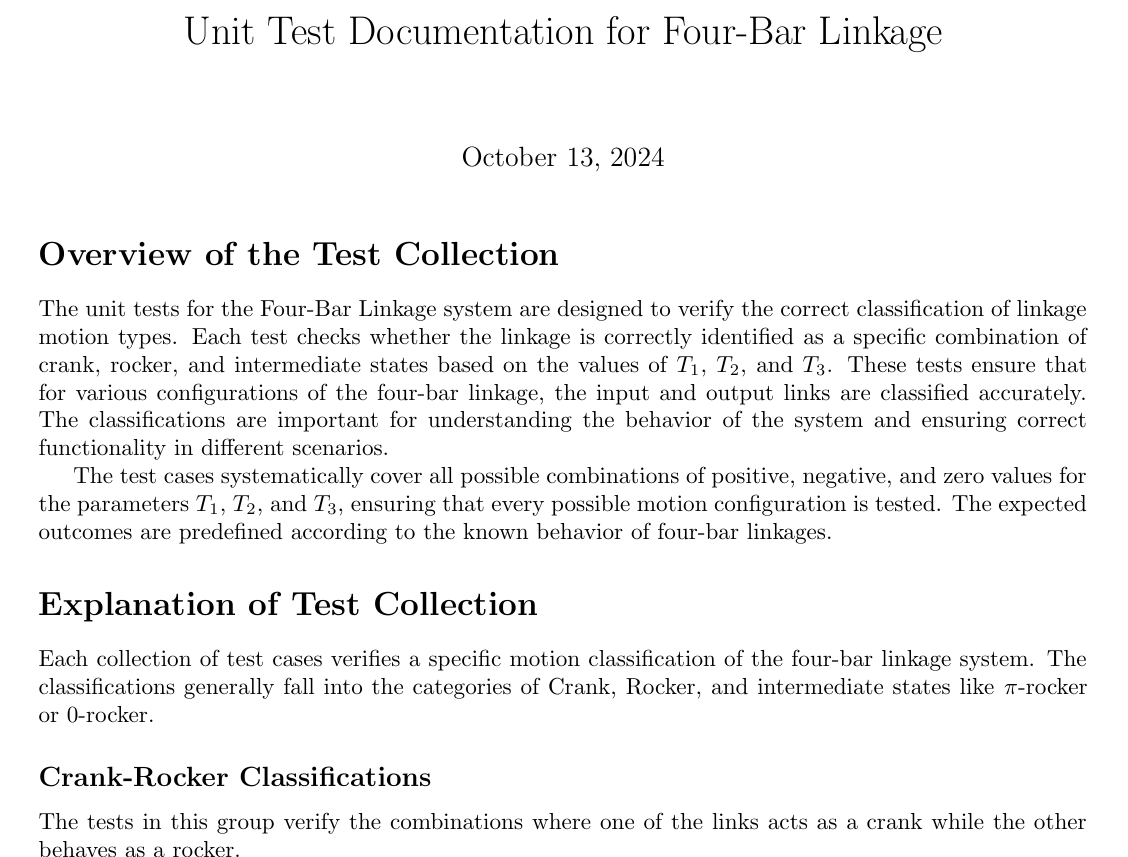 Unit Test Documentation for Four-Bar Linkage
October 13, 2024
Overview of the Test Collection
The unit tests for the Four-Bar Linkage system are designed to verify the correct classification of linkage
motion types. Each test checks whether the linkage is correctly identified as a specific combination of
crank, rocker, and intermediate states based on the values of T₁, T₂, and T₃. These tests ensure that
for various configurations of the four-bar linkage, the input and output links are classified accurately.
The classifications are important for understanding the behavior of the system and ensuring correct
functionality in different scenarios.
The test cases systematically cover all possible combinations of positive, negative, and zero values for
the parameters T₁, T₂, and T₃, ensuring that every possible motion configuration is tested. The expected
outcomes are predefined according to the known behavior of four-bar linkages.
Explanation of Test Collection
Each collection of test cases verifies a specific motion classification of the four-bar linkage system. The
classifications generally fall into the categories of Crank, Rocker, and intermediate states like π-rocker
or 0-rocker.
Crank-Rocker Classifications
The tests in this group verify the combinations where one of the links acts as a crank while the other
behaves as a rocker.